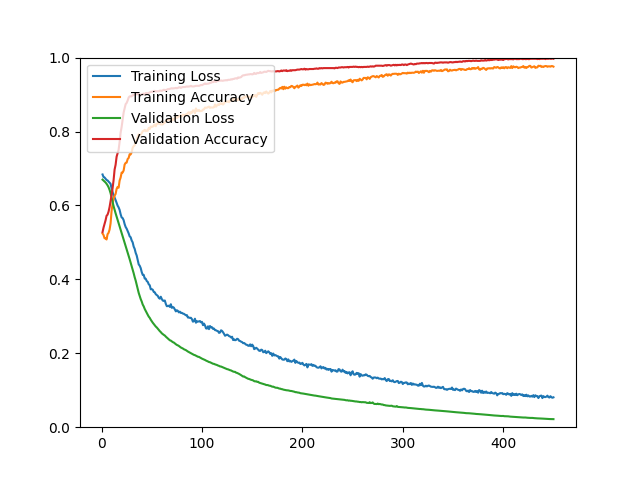 1.0
0.8
0.6
0.4
0.2
0.0
Training Loss
Training Accuracy
Validation Loss
Validation Accuracy
0 100 200 300 400